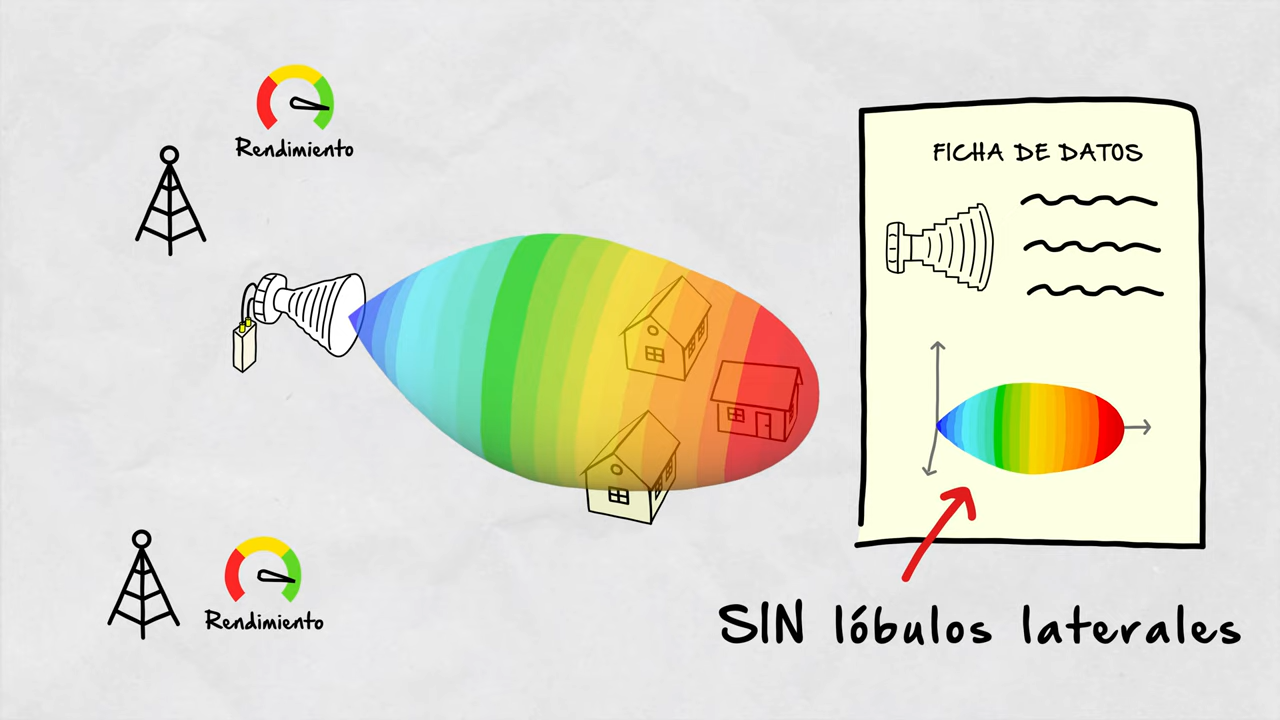 Rendimiento
FICHA DE DATOS
Rendimiento
SIN lóbulos laterales